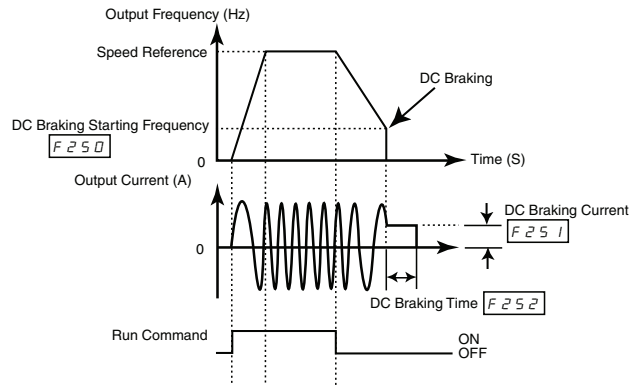 Output Frequency (Hz)
Speed Reference
DC Braking
DC Braking Starting Frequency
F250
0
Time (S)
Output Current (A)
DC Braking Current
F251
0
DC Braking Time F252
Run Command
ON
OFF